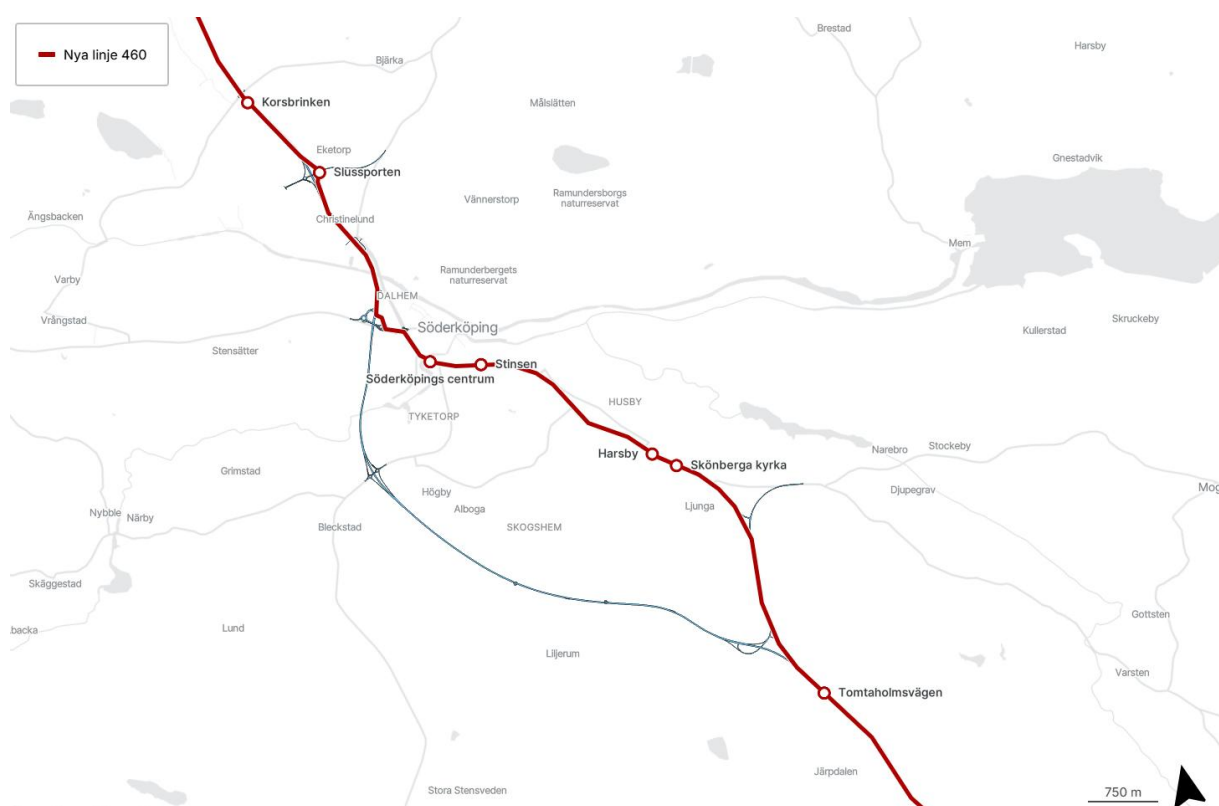 Nya linje 460
Brestad
Harsby
Bjärka
Korsbrinken
Målslätten
Eketorp
Slussporten
Gnestadvik
Vännerstorp
Ramundersborgs
naturreservat
Ängsbacken
Christinelund
Mem
Varby
Ramunderbergets
naturreservat
DALHEM
Vrångstad
Söderköping
Skruckeby
Kullerstad
Stensätter
Stinsen
Söderköpings centrum
HUSBY
TYKETORP
Harsby
Skönberga kyrka
Narebro
Stockeby
Grimstad
Högby
Alboga
Djupegrav
Mog
Ljunga
Nybble
Närby
Bleckstad
SKOGSHEM
Skäggestad
Gottsten
backa
Lund
Liljerum
Varsten
Tomtaholmsvägen
Järpdalen
Stora Stensveden
750 m